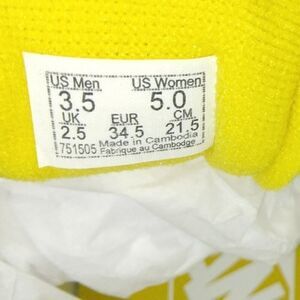 US Men US Women
3.5 5.0
UK EUR CM
2.5 34.5 21.5
751505 Made in Cambodia
Fabrique au Cambodge